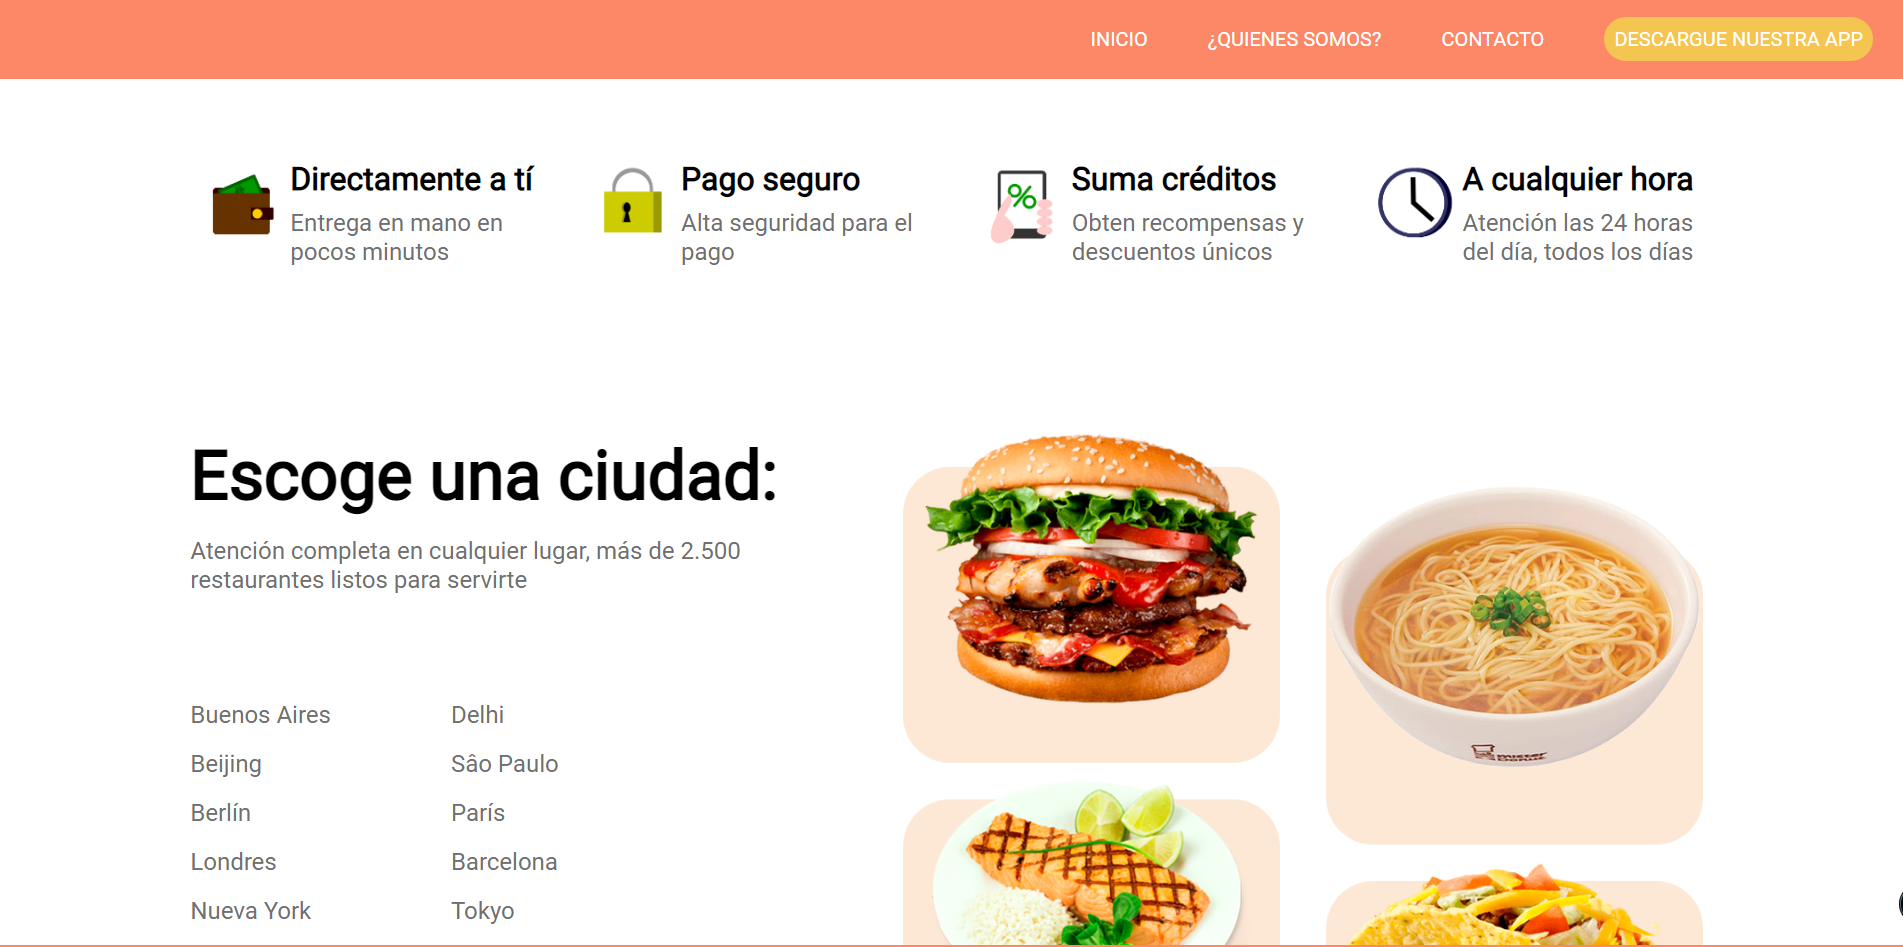 INICIO
¿QUIENES SOMOS?
CONTACTO
DESCARGUE NUESTRA APP
Directamente a tí
Entrega en mano en
pocos minutos
Pago seguro
Alta seguridad para el
pago
%
Suma créditos
Obten recompensas y
descuentos únicos
A cualquier hora
Atención las 24 horas
del día, todos los días
Escoge una ciudad:
Atención completa en cualquier lugar, más de 2.500
restaurantes listos para servirte
Buenos Aires
Beijing
Berlín
Londres
Nueva York
Delhi
Sâo Paulo
París
Barcelona
Tokyo
mister
Donut